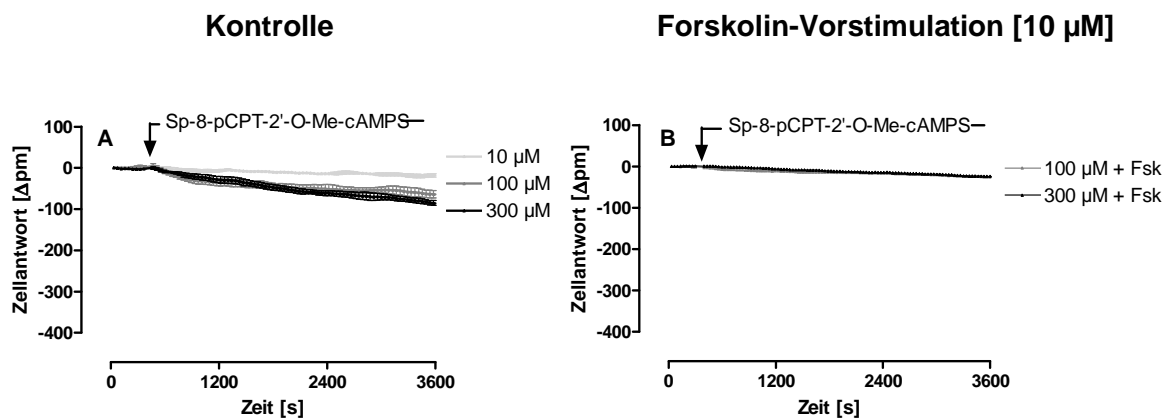 Kontrolle
Forskolin-Vorstimulation [10 µM]
A
Sp-8-pCPT-2'-O-Me-cAMPS
100
0
-100
-200
-300
-400
Zellantwort [Δpm]
10 µM
100 µM
300 µM
0 1200 2400 3600
Zeit [s]
B
Sp-8-pCPT-2'-O-Me-cAMPS
100
0
-100
-200
-300
-400
Zellantwort [Δpm]
100 µM + Fsk
300 µM + Fsk
0 1200 2400 3600
Zeit [s]